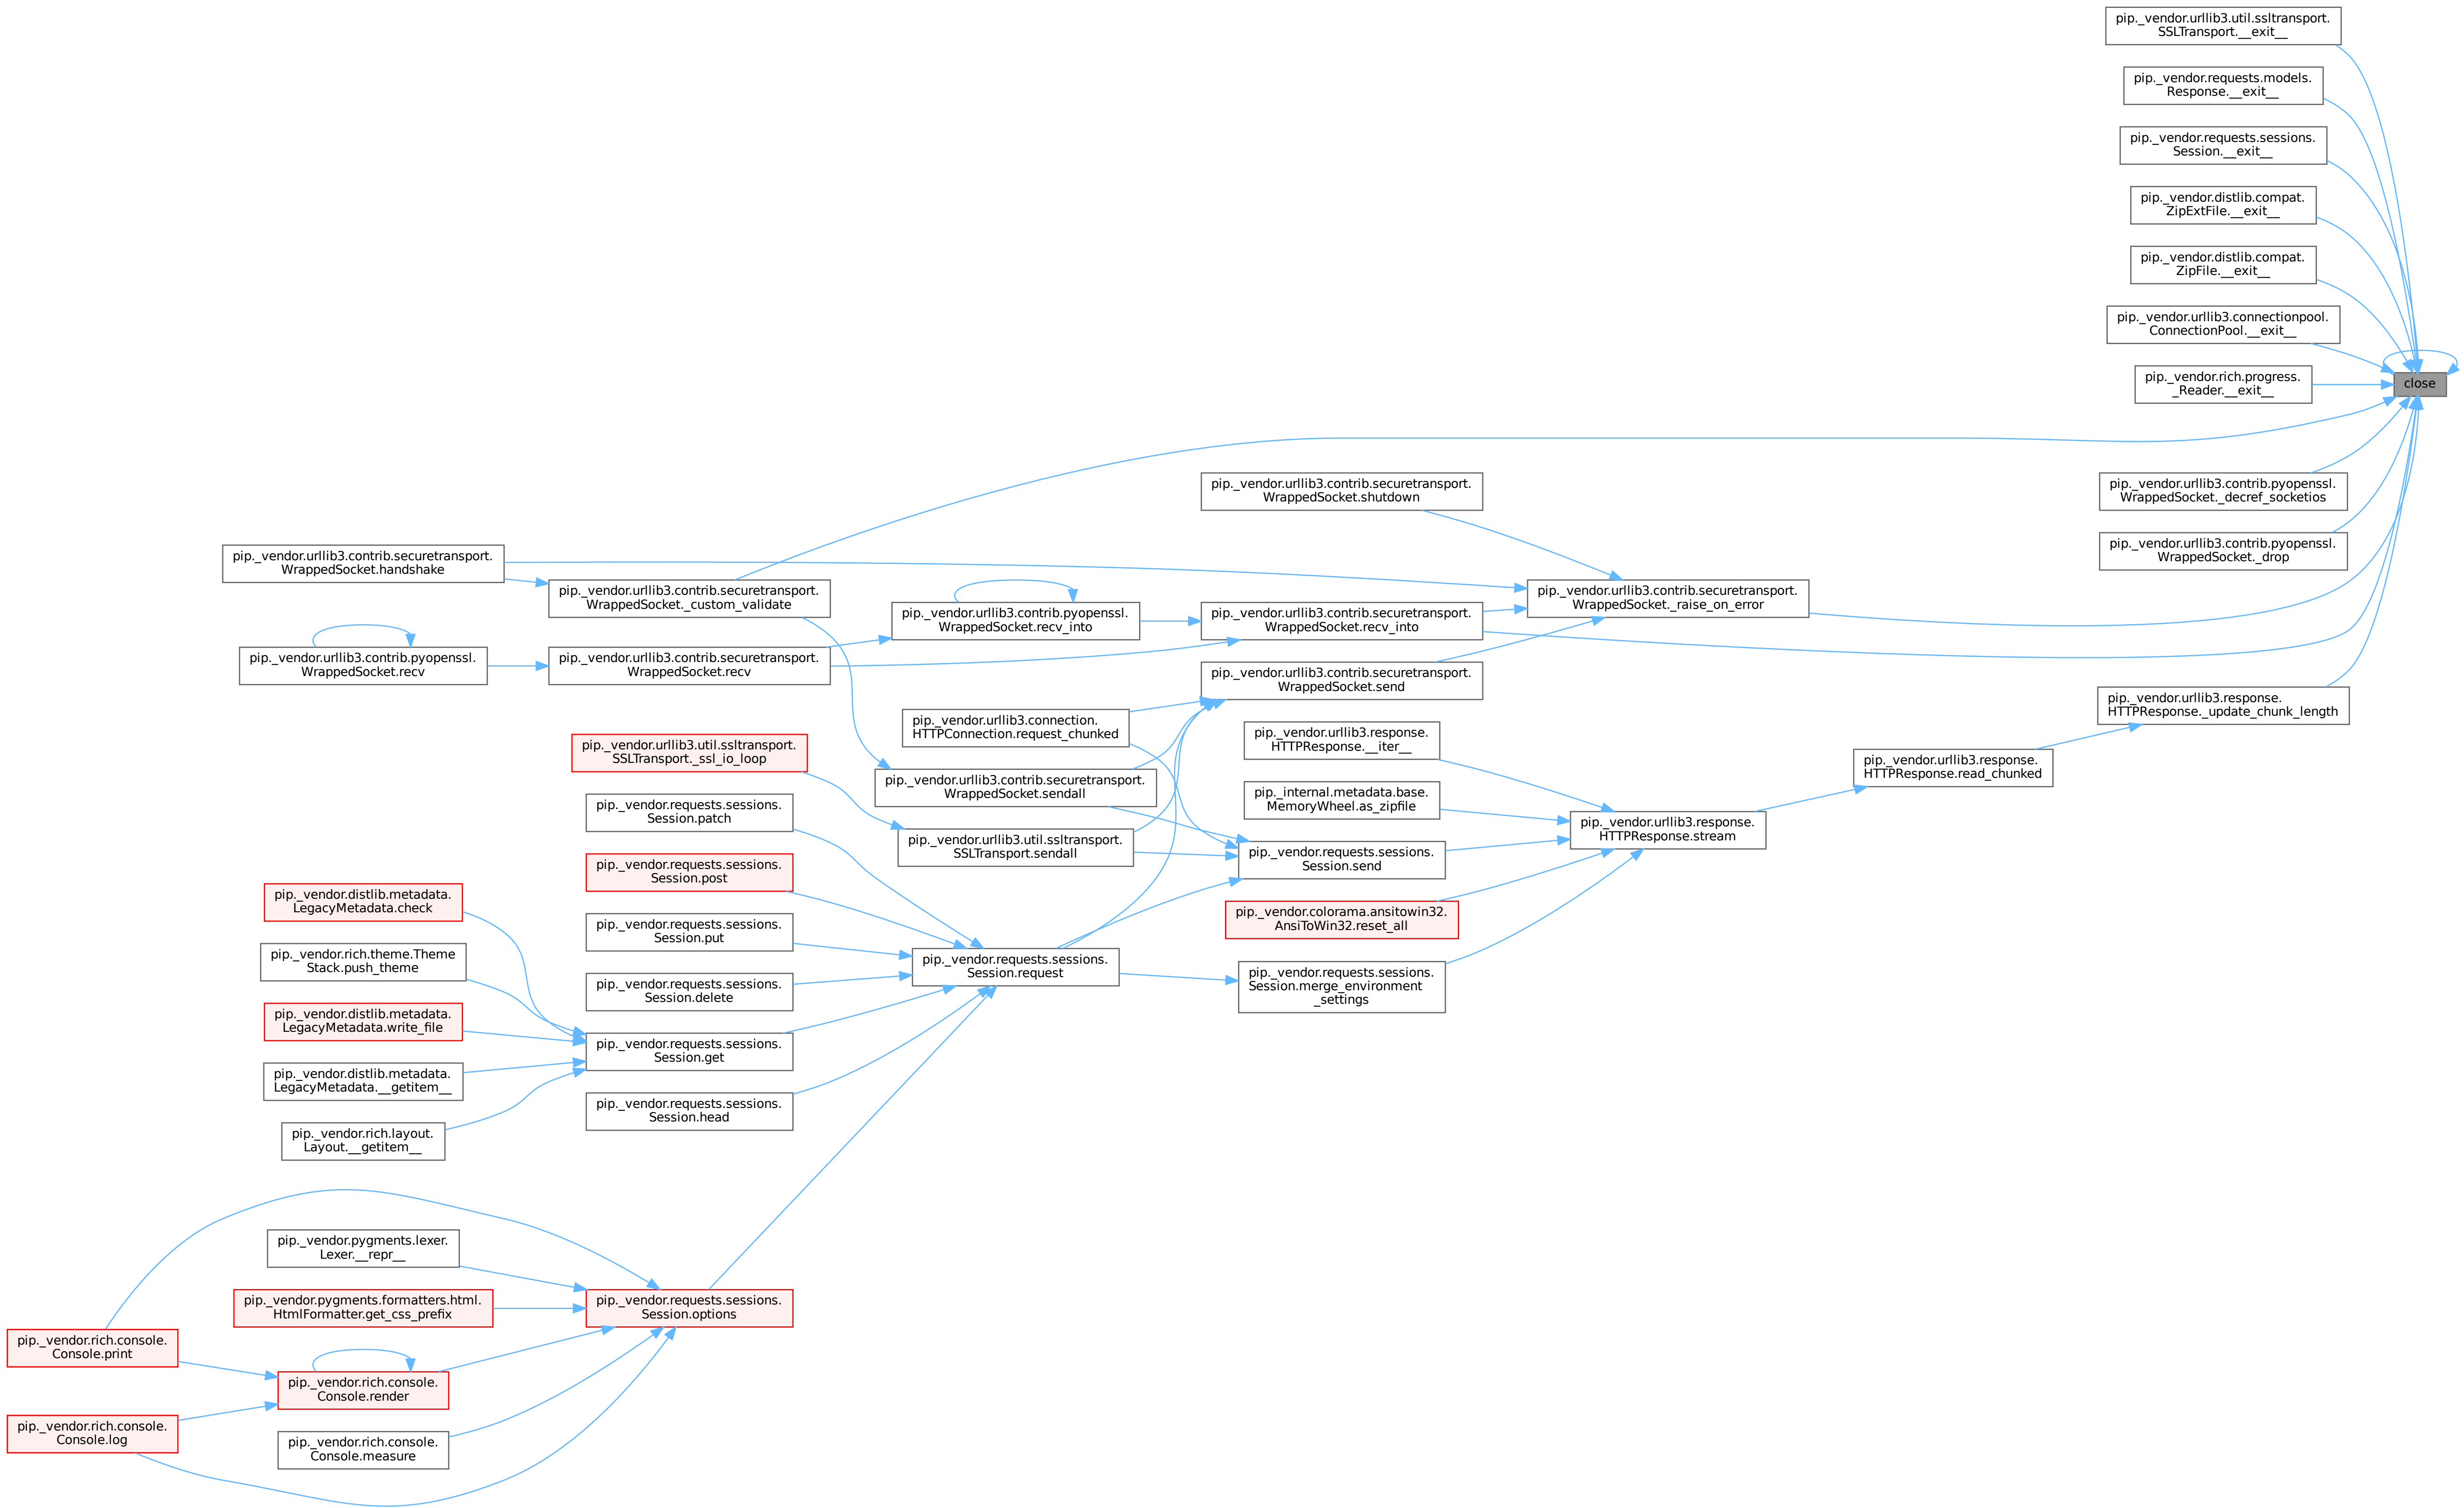 pip._vendor.urllib3.util.ssltransport.
SSLTransport.__exit__
pip._vendor.requests.models.
Response.__exit__
pip._vendor.requests.sessions.
Session.__exit__
pip._vendor.distlib.compat.
ZipExtFile.__exit__
pip._vendor.distlib.compat.
ZipFile.__exit__
pip._vendor.urllib3.connectionpool.
ConnectionPool.__exit__
pip._vendor.rich.progress.
_Reader.__exit__
close
pip._vendor.urllib3.contrib.pyopenssl.
WrappedSocket._decref_socketios
pip._vendor.urllib3.contrib.pyopenssl.
WrappedSocket._drop
pip._vendor.urllib3.contrib.securetransport.
WrappedSocket.shutdown
pip._vendor.urllib3.contrib.securetransport.
WrappedSocket.handshake
pip._vendor.urllib3.contrib.securetransport.
WrappedSocket._custom_validate
pip._vendor.urllib3.contrib.pyopenssl.
WrappedSocket.recv_into
pip._vendor.urllib3.contrib.securetransport.
WrappedSocket.recv_into
pip._vendor.urllib3.contrib.securetransport.
WrappedSocket._raise_on_error
pip._vendor.urllib3.contrib.pyopenssl.
WrappedSocket.recv
pip._vendor.urllib3.contrib.securetransport.
WrappedSocket.recv
pip._vendor.urllib3.contrib.securetransport.
WrappedSocket.send
pip._vendor.urllib3.response.
HTTPResponse._update_chunk_length
pip._vendor.urllib3.connection.
HTTPConnection.request_chunked
pip._vendor.urllib3.response.
HTTPResponse.__iter__
pip._vendor.urllib3.response.
HTTPResponse.read_chunked
pip._vendor.urllib3.util.ssltransport.
SSLTransport._ssl_io_loop
pip._vendor.urllib3.contrib.securetransport.
WrappedSocket.sendall
pip._internal.metadata.base.
MemoryWheel.as_zipfile
pip._vendor.requests.sessions.
Session.patch
pip._vendor.urllib3.util.ssltransport.
SSLTransport.sendall
pip._vendor.requests.sessions.
Session.send
pip._vendor.urllib3.response.
HTTPResponse.stream
pip._vendor.requests.sessions.
Session.post
pip._vendor.distlib.metadata.
LegacyMetadata.check
pip._vendor.colorama.ansitowin32.
AnsiToWin32.reset_all
pip._vendor.requests.sessions.
Session.put
pip._vendor.rich.theme.Theme
Stack.push_theme
pip._vendor.requests.sessions.
Session.request
pip._vendor.requests.sessions.
Session.merge_environment
_settings
pip._vendor.requests.sessions.
Session.delete
pip._vendor.distlib.metadata.
LegacyMetadata.write_file
pip._vendor.requests.sessions.
Session.get
pip._vendor.distlib.metadata.
LegacyMetadata.__getitem__
pip._vendor.requests.sessions.
Session.head
pip._vendor.rich.layout.
Layout.__getitem__
pip._vendor.pygments.lexer.
Lexer.__repr__
pip._vendor.pygments.formatters.html.
HtmlFormatter.get_css_prefix
pip._vendor.requests.sessions.
Session.options
pip._vendor.rich.console.
Console.print
pip._vendor.rich.console.
Console.render
pip._vendor.rich.console.
Console.log
pip._vendor.rich.console.
Console.measure